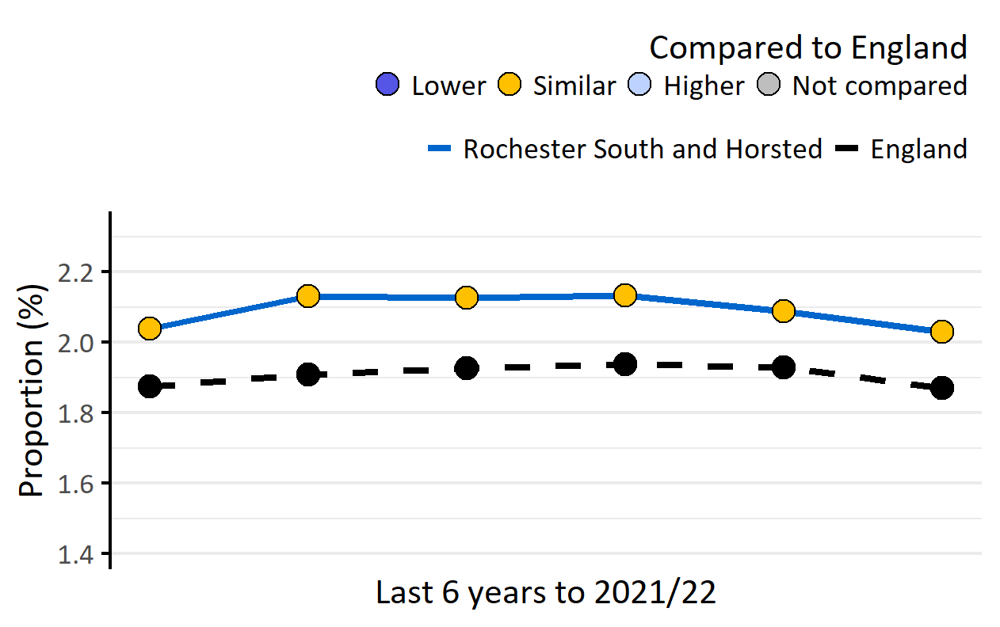 Compared to England
Lower Similar Higher Not compared
Rochester South and Horsted England
Proportion (%)
2.2
2.0
1.8
1.6
1.4
Last 6 years to 2021/22